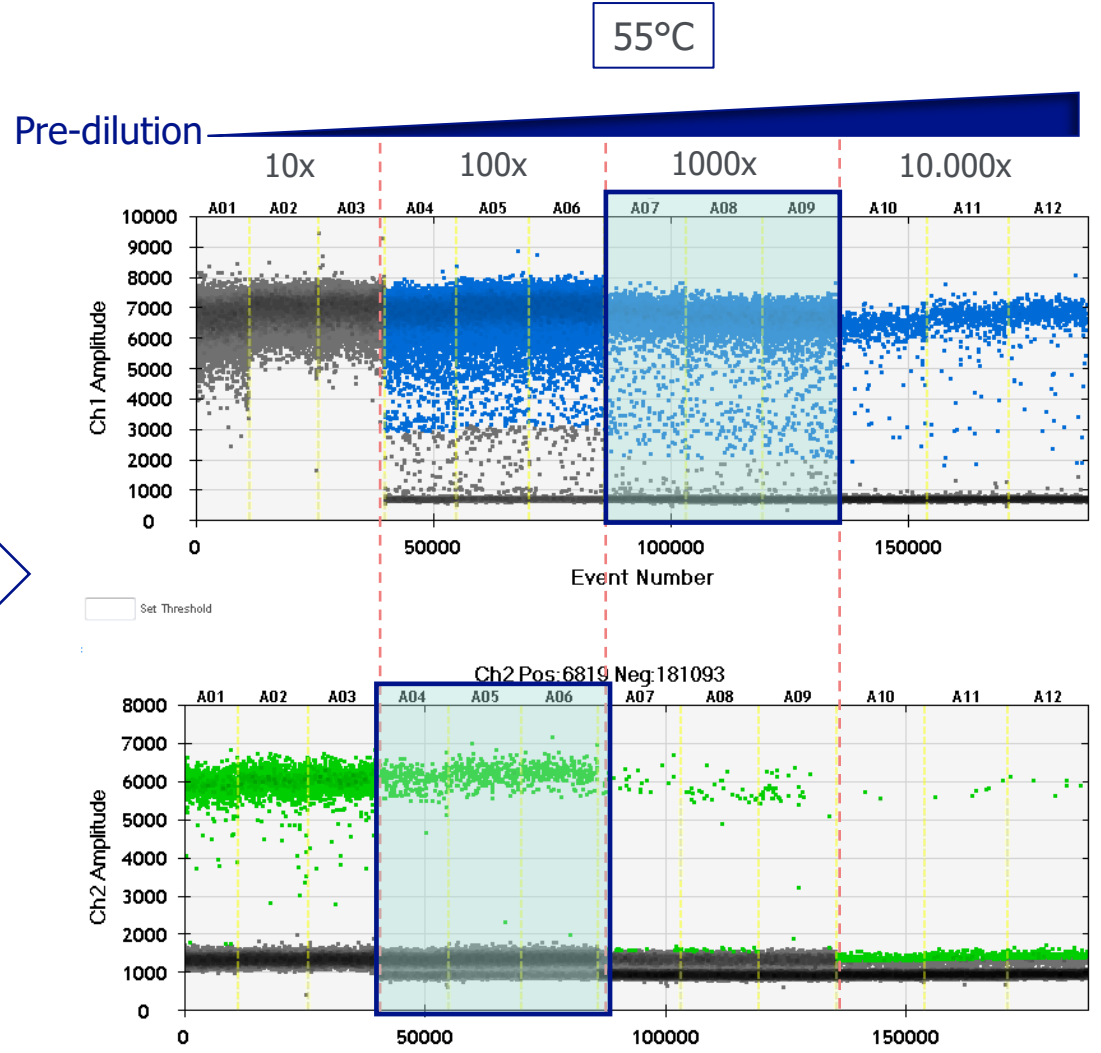 55°C
Pre-dilution
10x 100x 1000x 10.000x
A01 A02 A03 A04 A05 A06 A07 A08 A09 A10 A11 A12
10000
9000
8000
7000
6000
5000
4000
3000
2000
1000
0
Ch1 Amplitude
0 50000 100000 150000
Event Number
Set Threshold
:
Ch2 Pos:6819 Neg:181093
A01 A02 A03 A04 A05 A06 A07 A08 A09 A10 A11 A12
8000
7000
6000
5000
4000
3000
2000
1000
0
Ch2 Amplitude
0 50000 100000 150000